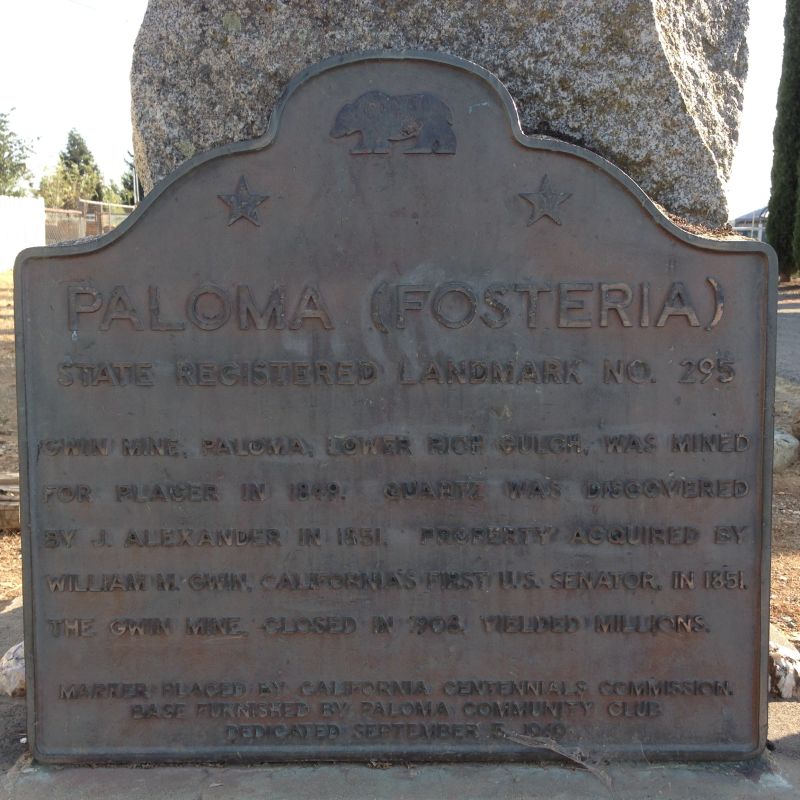 PALOMA (FOSTERIA)
STATE REGISTERED LANDMARK NO. 295
GWIN MINE, PALOMA, LOWER RICH GULCH, WAS MINED
FOR PLACER IN 1849. QUARTZ WAS DISCOVERED
BY J. ALEXANDER IN 1851. PROPERTY ACQUIRED BY
WILLIAM M. GWIN, CALIFORNIA'S FIRST U.S. SENATOR, IN 1851.
THE GWIN MINE, CLOSED IN 1908, YIELDED MILLIONS.
MARKER PLACED BY CALIFORNIA CENTENNIALS COMMISSION.
BASE FURNISHED BY PALOMA COMMUNITY CLUB
DEDICATED SEPTEMBER 5, 1949